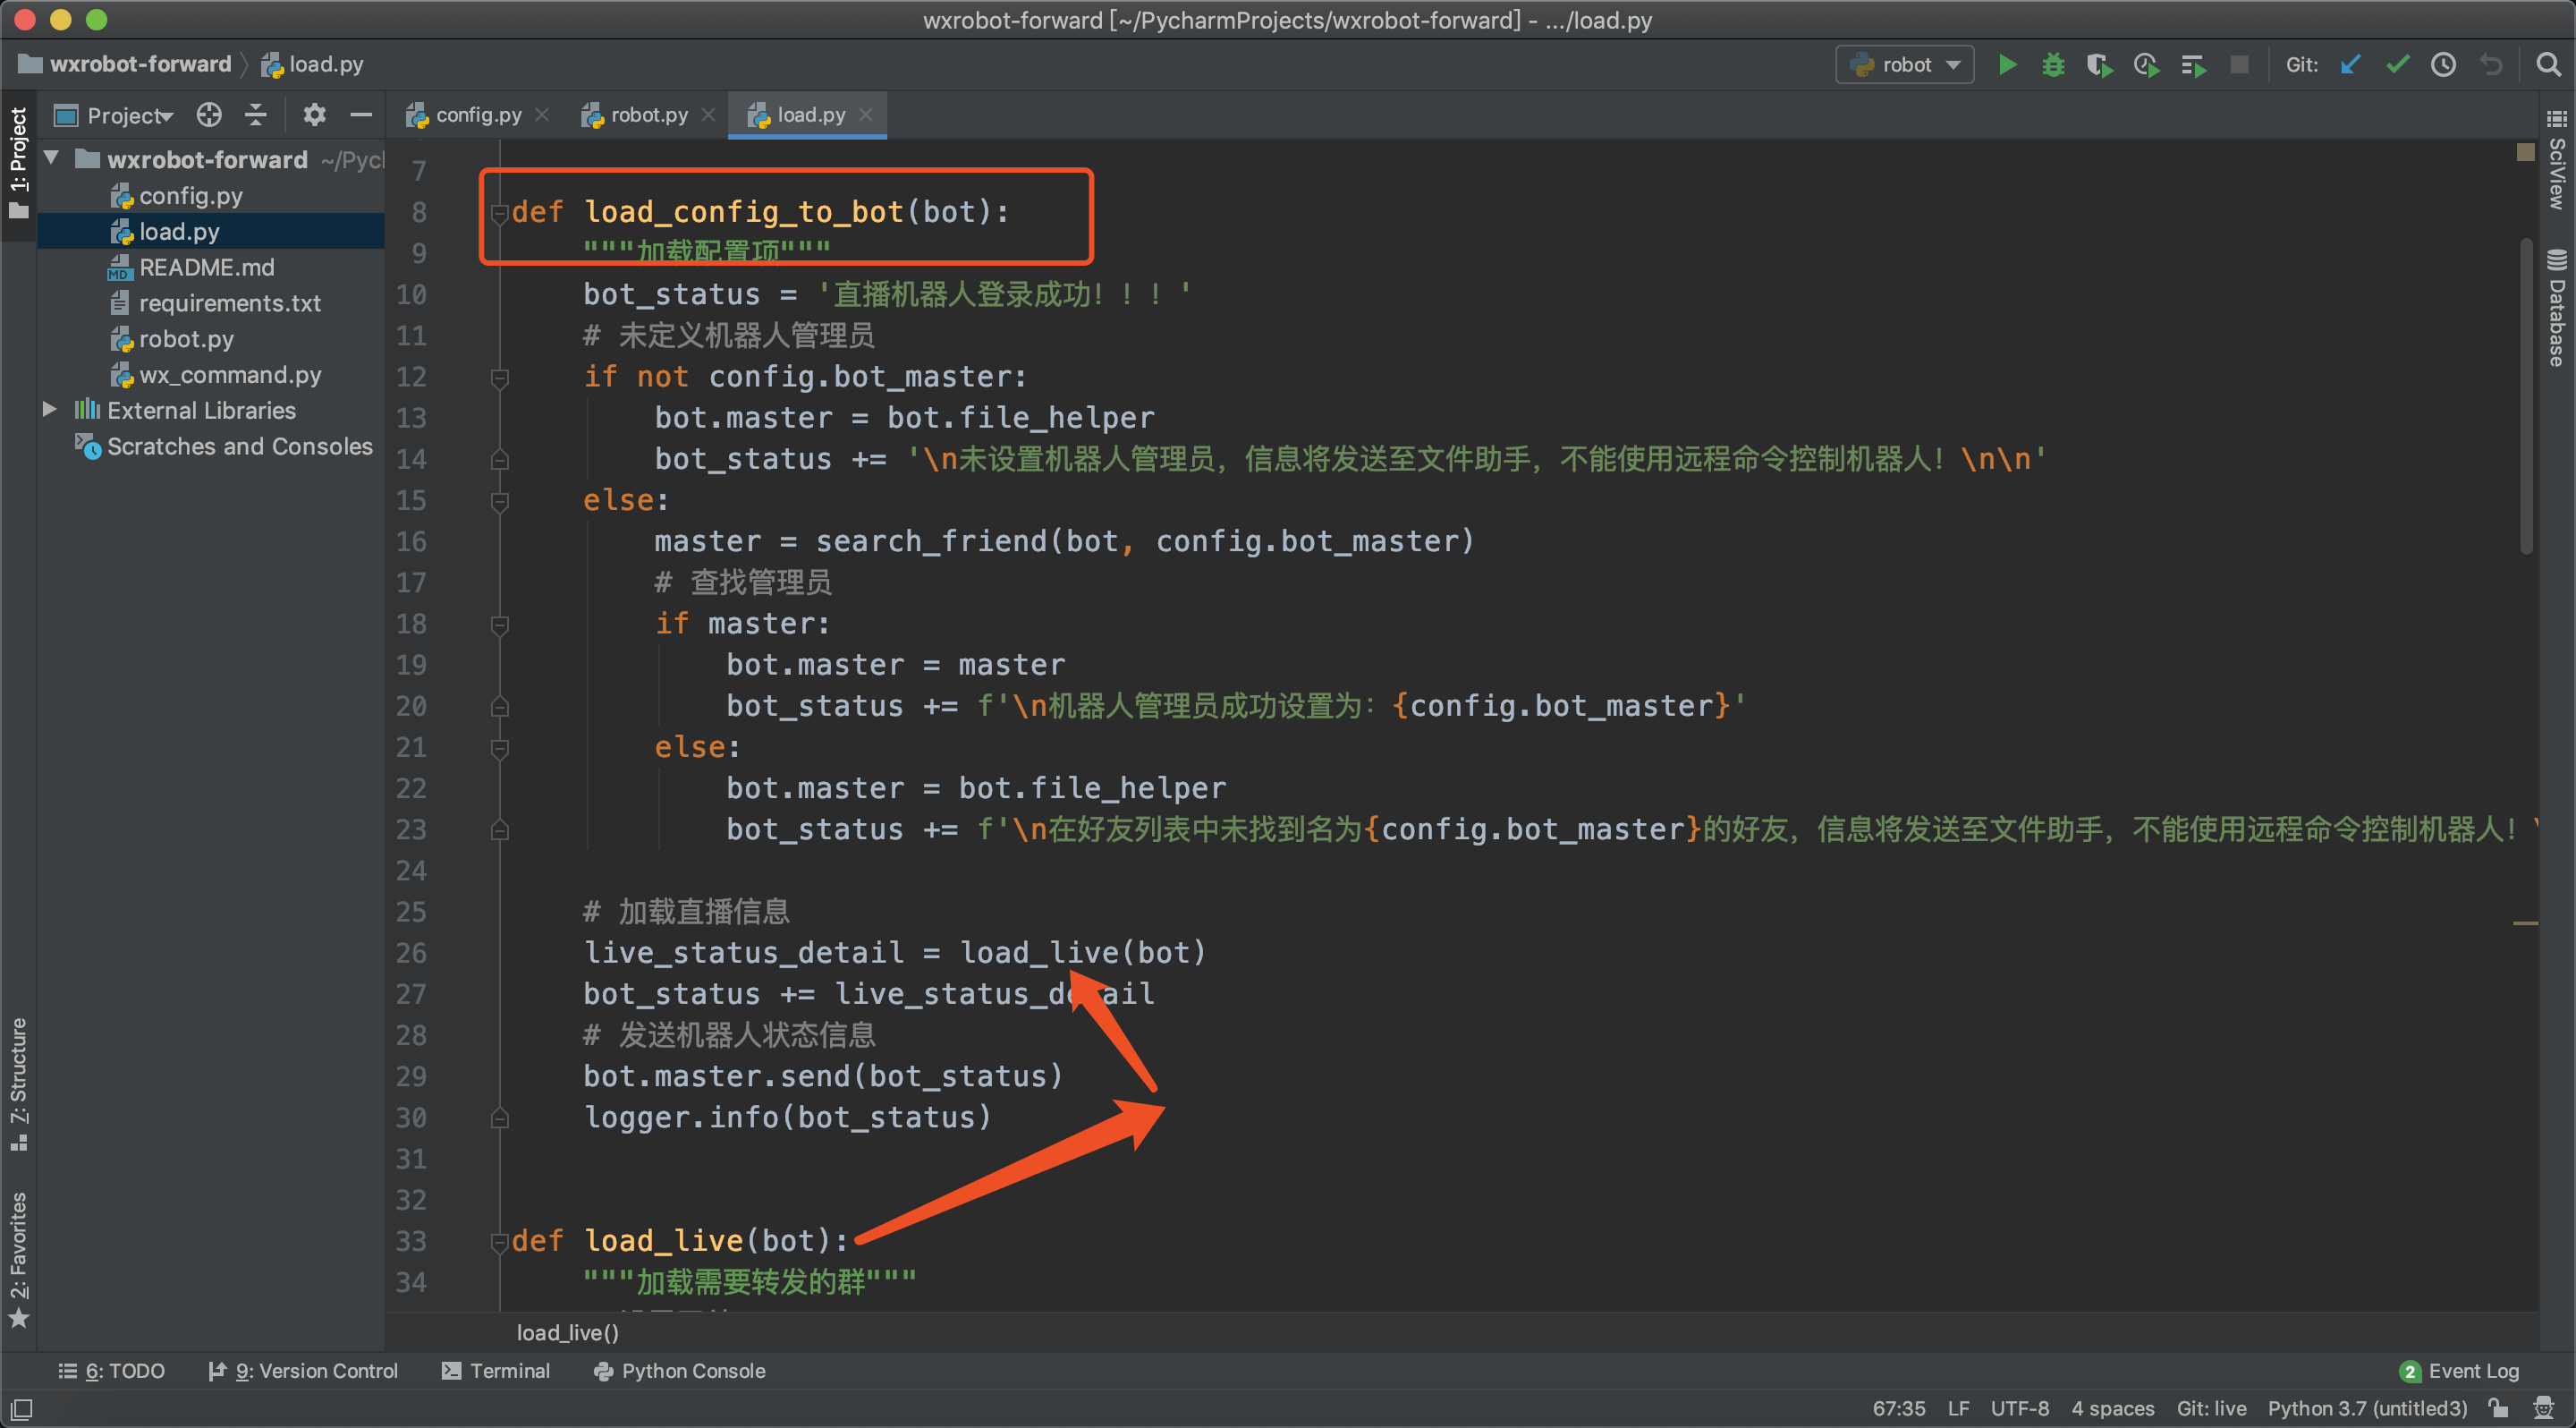 wxrobot-forward [~/PycharmProjects/wxrobot-forward] - .../load.py
wxrobot-forward load.py
robot
Git:
1: Project
Project
config.py
robot.py
load.py
wxrobot-forward
config.py
load.py
README.md
requirements.txt
robot.py
wx_command.py
External Libraries
Scratches and Consoles
7
8 def load_config_to_bot(bot):
9 """加载配置项"""
10 bot_status = '直播机器人登录成功！！！'
11 # 未定义机器人管理员
12 if not config.bot_master:
13 bot.master = bot.file_helper
14 bot_status += '\n未设置机器人管理员，信息将发送至文件助手，不能使用远程命令控制机器人！\n\n'
15 else:
16 master = search_friend(bot, config.bot_master)
17 # 查找管理员
18 if master:
19 bot.master = master
20 bot_status += f'\n机器人管理员成功设置为：{config.bot_master}'
21 else:
22 bot.master = bot.file_helper
23 bot_status += f'\n在好友列表中未找到名为{config.bot_master}的好友，信息将发送至文件助手，不能使用远程命令控制机器人！
24
25 # 加载直播信息
26 live_status_detail = load_live(bot)
27 bot_status += live_status_detail
28 # 发送机器人状态信息
29 bot.master.send(bot_status)
30 logger.info(bot_status)
31
32
33 def load_live(bot):
34 """加载需要转发的群"""
load_live()
SciView
Database
7: Structure
2: Favorites
6: TODO
9: Version Control
Terminal
Python Console
2 Event Log
67:35 LF UTF-8 4 spaces Git: live Python 3.7 (untitled3)